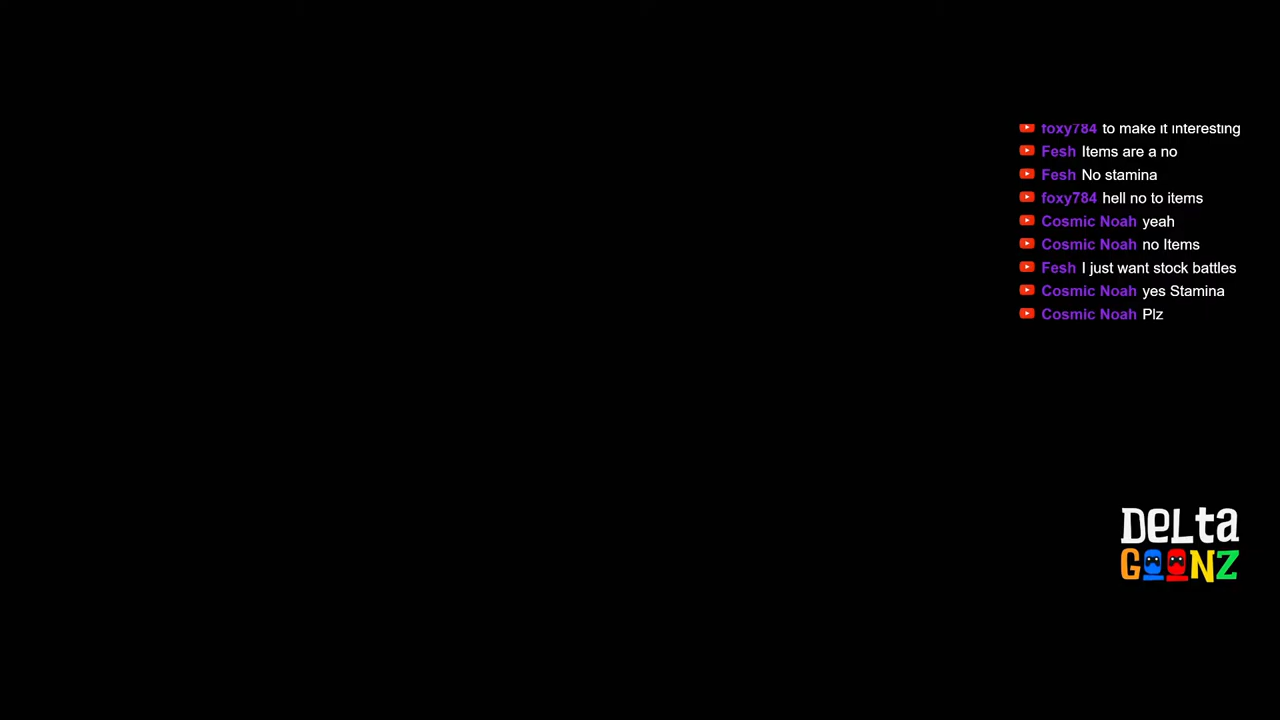 foxy784 to make it interesting
Fesh Items are a no
Fesh No stamina
foxy784 hell no to items
Cosmic Noah yeah
Cosmic Noah no Items
Fesh I just want stock battles
Cosmic Noah yes Stamina
Cosmic Noah Plz
DELta
GOONZ